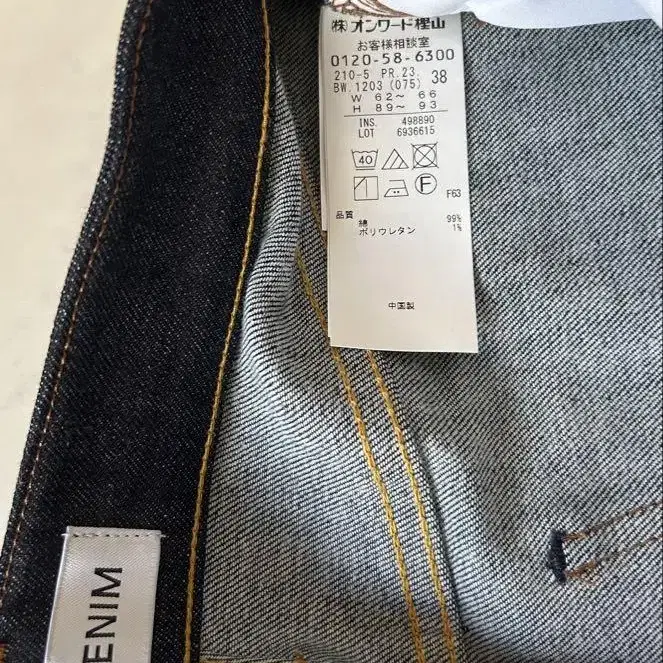 (株)オンワード樫山
お客様相談室
0120-58-6300
210-5 PR.23. 38
BW.1203 (075)
W 62〜 66
H 89〜 93
INS. 498890
LOT 6936615
40
F
F63
品質
綿 99%
ポリウレタン 1%
中国製
ENIM